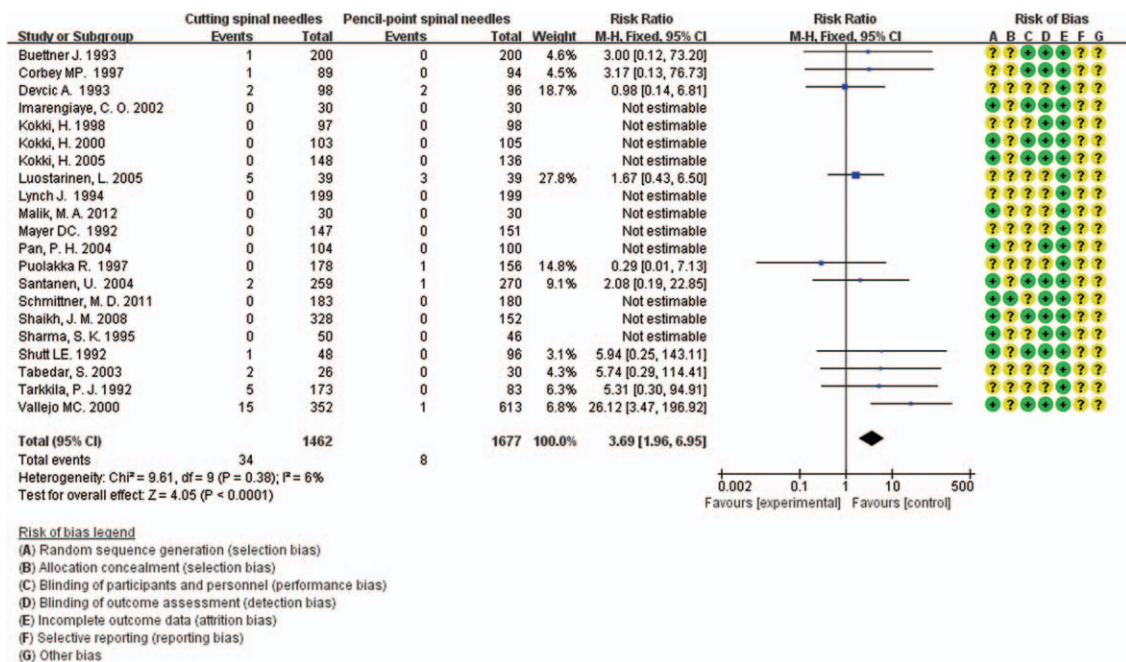 Cutting spinal needles Pencil-point spinal needles Risk Ratio Risk Ratio Risk of Bias
Study or Subgroup Events Total Events Total Weight M-H, Fixed, 95% CI M-H, Fixed, 95% CI A B C D E F G
Buettner J. 1993 1 200 0 200 4.6% 3.00 [0.12, 73.20]
Corbey MP. 1997 1 89 0 94 4.5% 3.17 [0.13, 76.73]
Devcic A. 1993 2 98 2 96 18.7% 0.98 [0.14, 6.81]
Imarengiaye, C. O. 2002 0 30 0 30 Not estimable
Kokki, H. 1998 0 97 0 98 Not estimable
Kokki, H. 2000 0 103 0 105 Not estimable
Kokki, H. 2005 0 148 0 136 Not estimable
Luostarinen, L. 2005 5 39 3 39 27.8% 1.67 [0.43, 6.50]
Lynch J. 1994 0 199 0 199 Not estimable
Malik, M. A. 2012 0 30 0 30 Not estimable
Mayer DC. 1992 0 147 0 151 Not estimable
Pan, P. H. 2004 0 104 0 100 Not estimable
Puolakka R. 1997 0 178 1 156 14.8% 0.29 [0.01, 7.13]
Santanen, U. 2004 2 259 1 270 9.1% 2.08 [0.19, 22.85]
Schmittner, M. D. 2011 0 183 0 180 Not estimable
Shaikh, J. M. 2008 0 328 0 152 Not estimable
Sharma, S. K. 1995 0 50 0 46 Not estimable
Shutt LE. 1992 1 48 0 96 3.1% 5.94 [0.25, 143.11]
Tabedar, S. 2003 2 26 0 30 4.3% 5.74 [0.29, 114.41]
Tarkkila, P. J. 1992 5 173 0 83 6.3% 5.31 [0.30, 94.91]
Vallejo MC. 2000 15 352 1 613 6.8% 26.12 [3.47, 196.92]
Total (95% CI) 1462 1677 100.0% 3.69 [1.96, 6.95]
Total events 34 8
Heterogeneity: Chi² = 9.61, df = 9 (P = 0.38); I² = 6%
Test for overall effect: Z = 4.05 (P < 0.0001)
0.002 0.1 1 10 500
Favours [experimental] Favours [control]
Risk of bias legend
(A) Random sequence generation (selection bias)
(B) Allocation concealment (selection bias)
(C) Blinding of participants and personnel (performance bias)
(D) Blinding of outcome assessment (detection bias)
(E) Incomplete outcome data (attrition bias)
(F) Selective reporting (reporting bias)
(G) Other bias